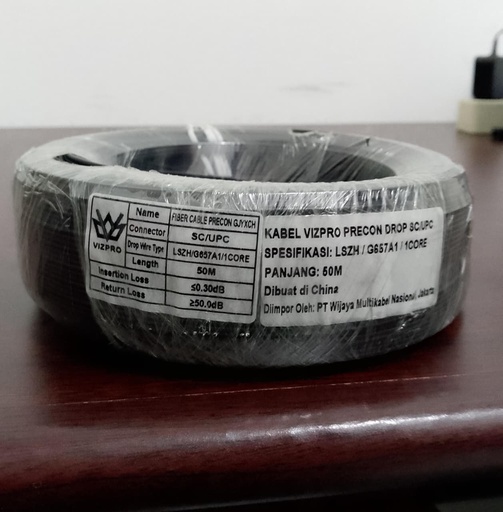 VIZPRO
Name FIBER CABLE PRECON GJYXCH
Connector SC/UPC
Drop Wire Type LSZH/G657A1/1CORE
Length 50M
Insertion Loss ≤0.30dB
Return Loss ≥50.0dB
KABEL VIZPRO PRECON DROP SC/UPC
SPESIFIKASI: LSZH / G657A1 / 1CORE
PANJANG: 50M
Dibuat di China
Diimpor Oleh: PT Wijaya Multikabel Nasional, Jakarta